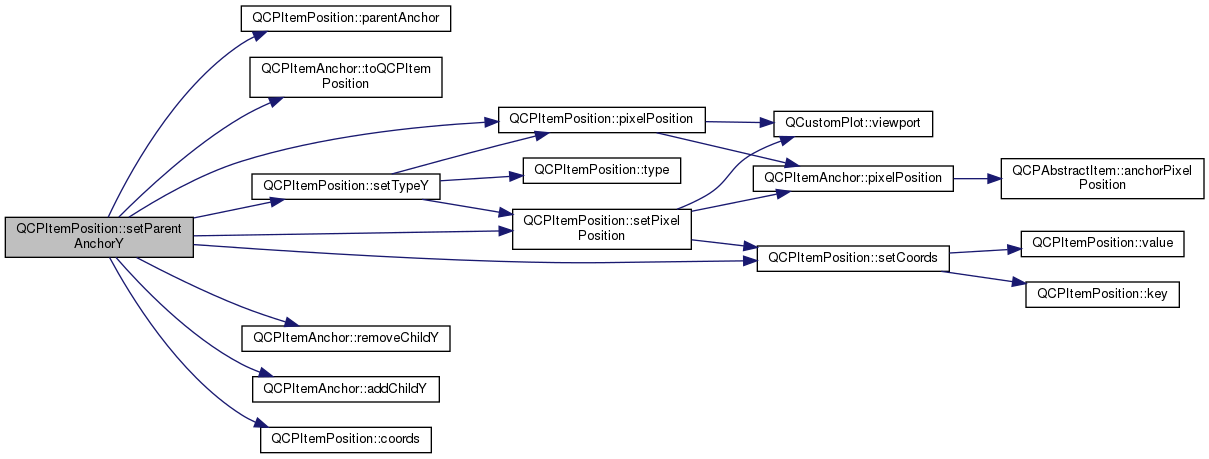 QCPItemPosition::parentAnchor
QCPItemAnchor::toQCPItem
Position
QCPItemPosition::pixelPosition
QCustomPlot::viewport
QCPItemPosition::type
QCPItemAnchor::pixelPosition
QCPAbstractItem::anchorPixel
Position
QCPItemPosition::setTypeY
QCPItemPosition::setParent
AnchorY
QCPItemPosition::setPixel
Position
QCPItemPosition::value
QCPItemPosition::setCoords
QCPItemPosition::key
QCPItemAnchor::removeChildY
QCPItemAnchor::addChildY
QCPItemPosition::coords